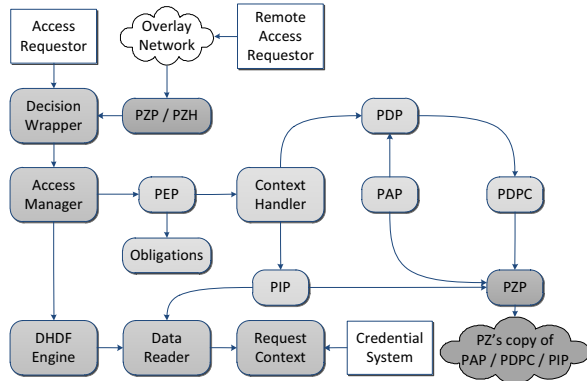 Access
Requestor
Overlay
Network
Remote
Access
Requestor
Decision
Wrapper
PZP / PZH
PDP
Access
Manager
PEP
Context
Handler
PAP
PDPC
Obligations
PIP
PZP
DHDF
Engine
Data
Reader
Request
Context
Credential
System
PZ's copy of
PAP / PDPC / PIP